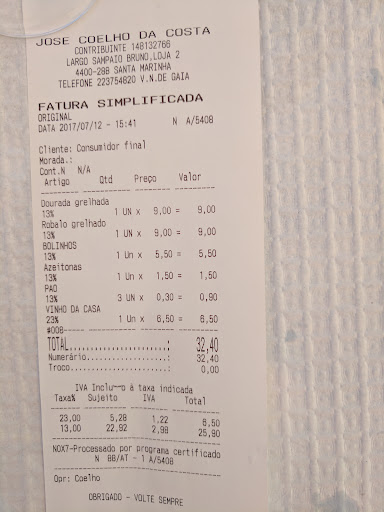 JOSE COELHO DA COSTA
CONTRIBUINTE 148132766
LARGO SAMPAIO BRUNO,LOJA 2
4400-288 SANTA MARINHA
TELEFONE 223754820 V.N.DE GAIA
FATURA SIMPLIFICADA
ORIGINAL
DATA 2017/07/12 - 15:41 N A/5408
Cliente: Consumidor final
Morada.:
Cont.N N/A
Artigo Qtd Preço Valor
Dourada grelhada
13% 1 UN x 9,00 = 9,00
Robalo grelhado
13% 1 UN x 9,00 = 9,00
BOLINHOS
13% 1 Un x 5,50 = 5,50
Azeitonas
13% 1 Un x 1,50 = 1,50
PAO
13% 3 UN x 0,30 = 0,90
VINHO DA CASA
23% 1 Un x 6,50 = 6,50
#008
TOTAL.....................: 32,40
Numerário.................: 32,40
Troco.....................: 0,00
IVA à taxa indicada
Taxa% Sujeito IVA Total
23,00 5,28 1,22 6,50
13,00 22,92 2,98 25,90
NOX7-Processado por programa certificado
N 88/AT - 1 A/5408
Opr: Coelho
OBRIGADO - VOLTE SEMPRE